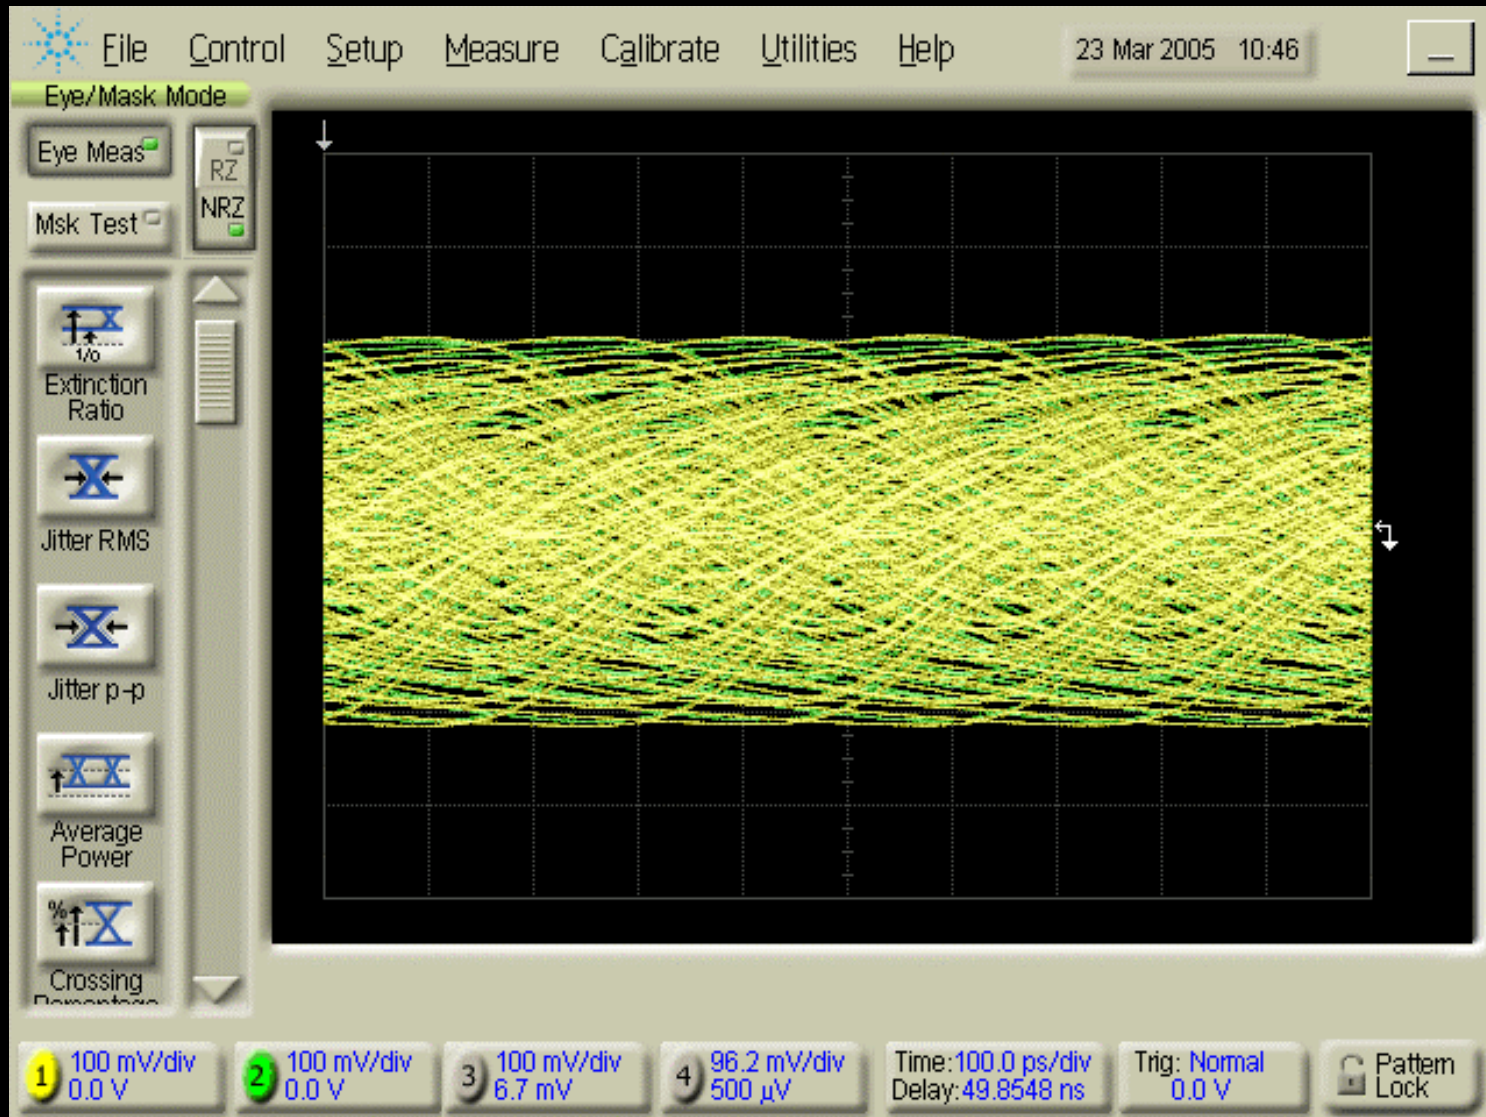 File Control Setup Measure Calibrate Utilities Help 23 Mar 2005 10:46
Eye/Mask Mode
Eye Meas
RZ
NRZ
Msk Test
1/0
Extinction
Ratio
Jitter RMS
Jitter p-p
Average
Power
%
Crossing
Percentage
1 100 mV/div
0.0 V
2 100 mV/div
0.0 V
3 100 mV/div
6.7 mV
4 96.2 mV/div
500 µV
Time:100.0 ps/div
Delay:49.8548 ns
Trig: Normal
0.0 V
Pattern
Lock